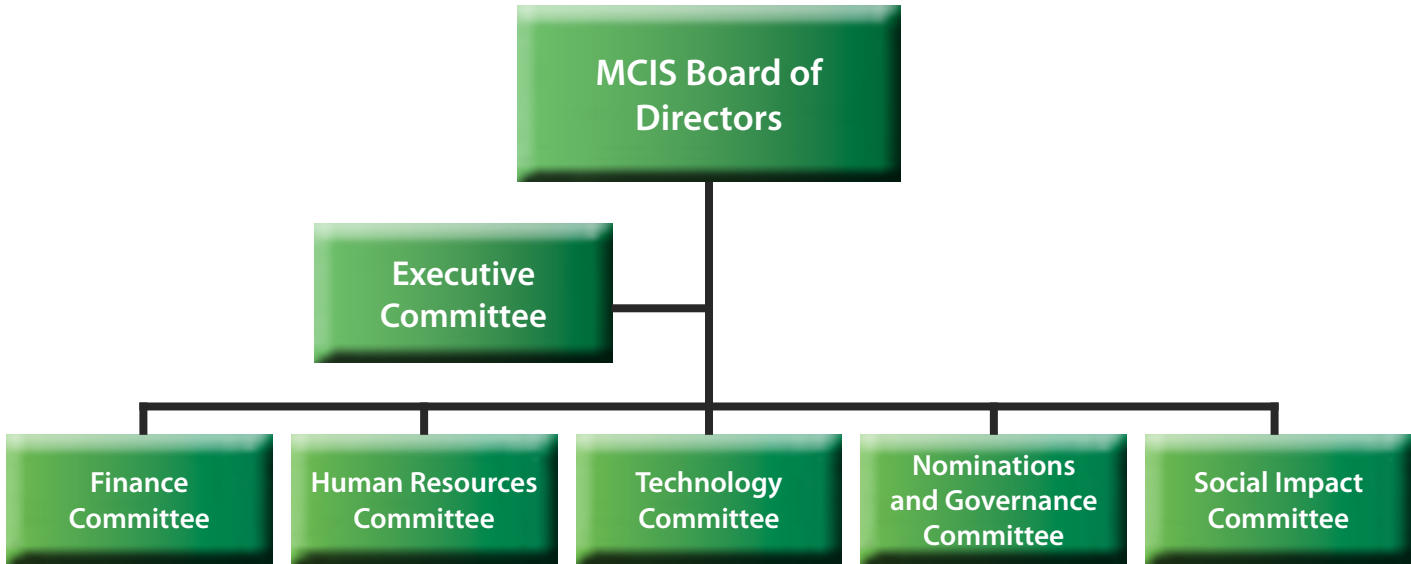 MCIS Board of
Directors
Executive
Committee
Finance
Committee
Human Resources
Committee
Technology
Committee
Nominations
and Governance
Committee
Social Impact
Committee